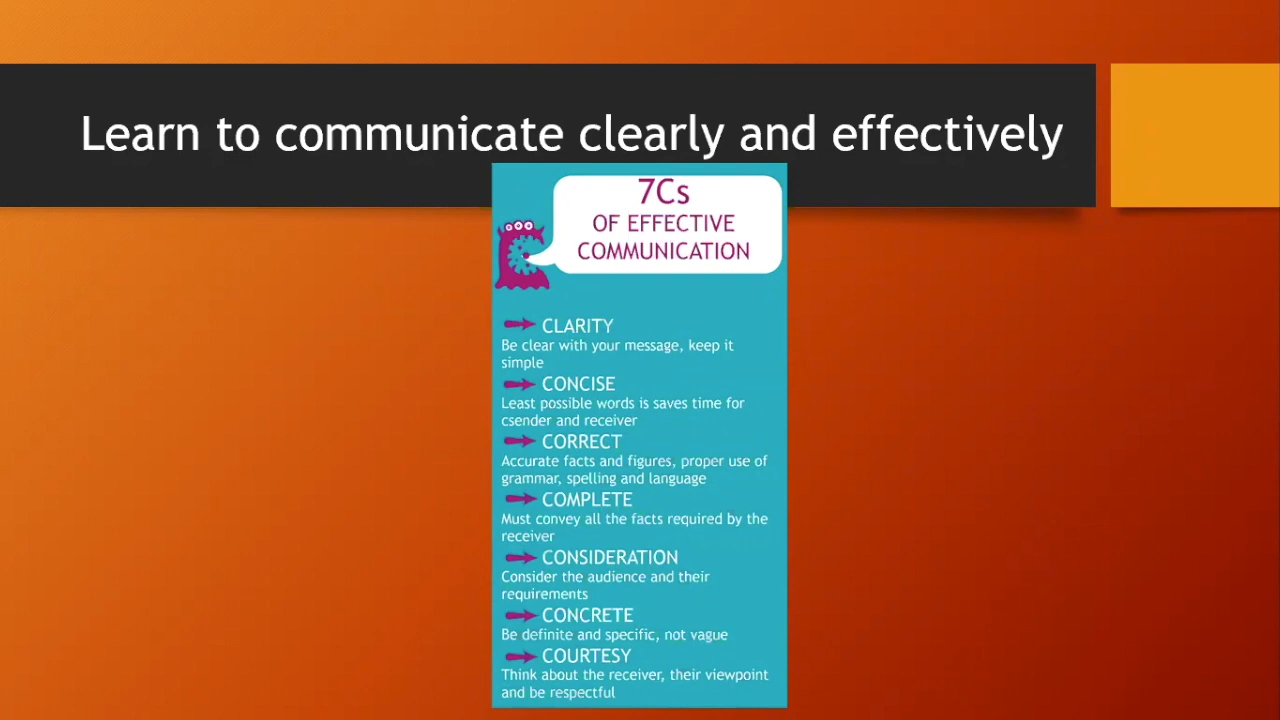 Learn to communicate clearly and effectively
7Cs
OF EFFECTIVE
COMMUNICATION
CLARITY
Be clear with your message, keep it
simple
CONCISE
Least possible words is saves time for
csender and receiver
CORRECT
Accurate facts and figures, proper use of
grammar, spelling and language
COMPLETE
Must convey all the facts required by the
receiver
CONSIDERATION
Consider the audience and their
requirements
CONCRETE
Be definite and specific, not vague
COURTESY
Think about the receiver, their viewpoint
and be respectful